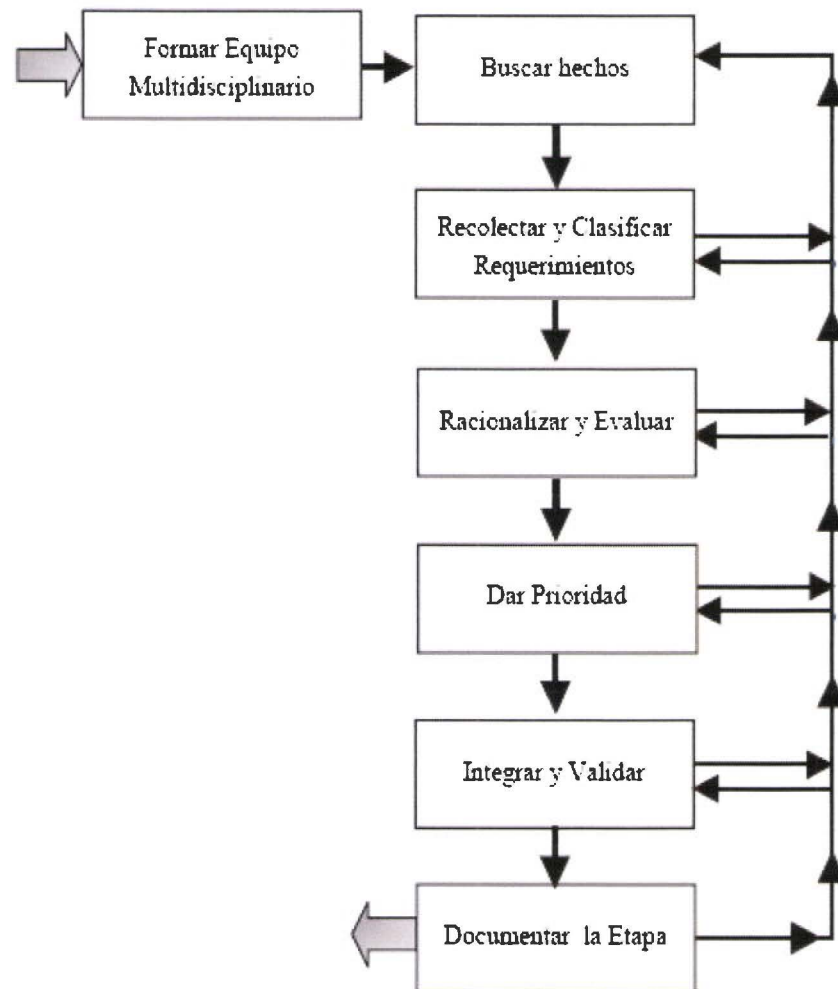 Formar Equipo
Multidisciplinario
Buscar hechos
Recolectar y Clasificar
Requerimientos
Racionalizar y Evaluar
Dar Prioridad
Integrar y Validar
Documentar la Etapa